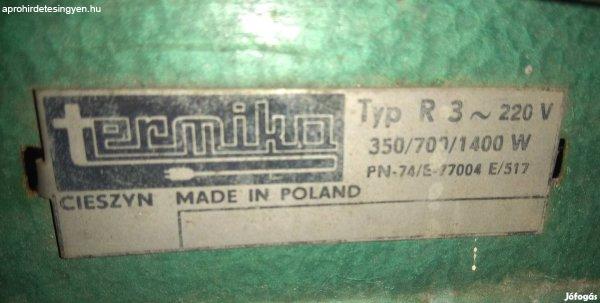 aprohirdetesingyen.hu
termika
Typ R 3 ~ 220 V
350/700/1400 W
PN-74/E-77004 E/517
CIESZYN MADE IN POLAND
Jófogás